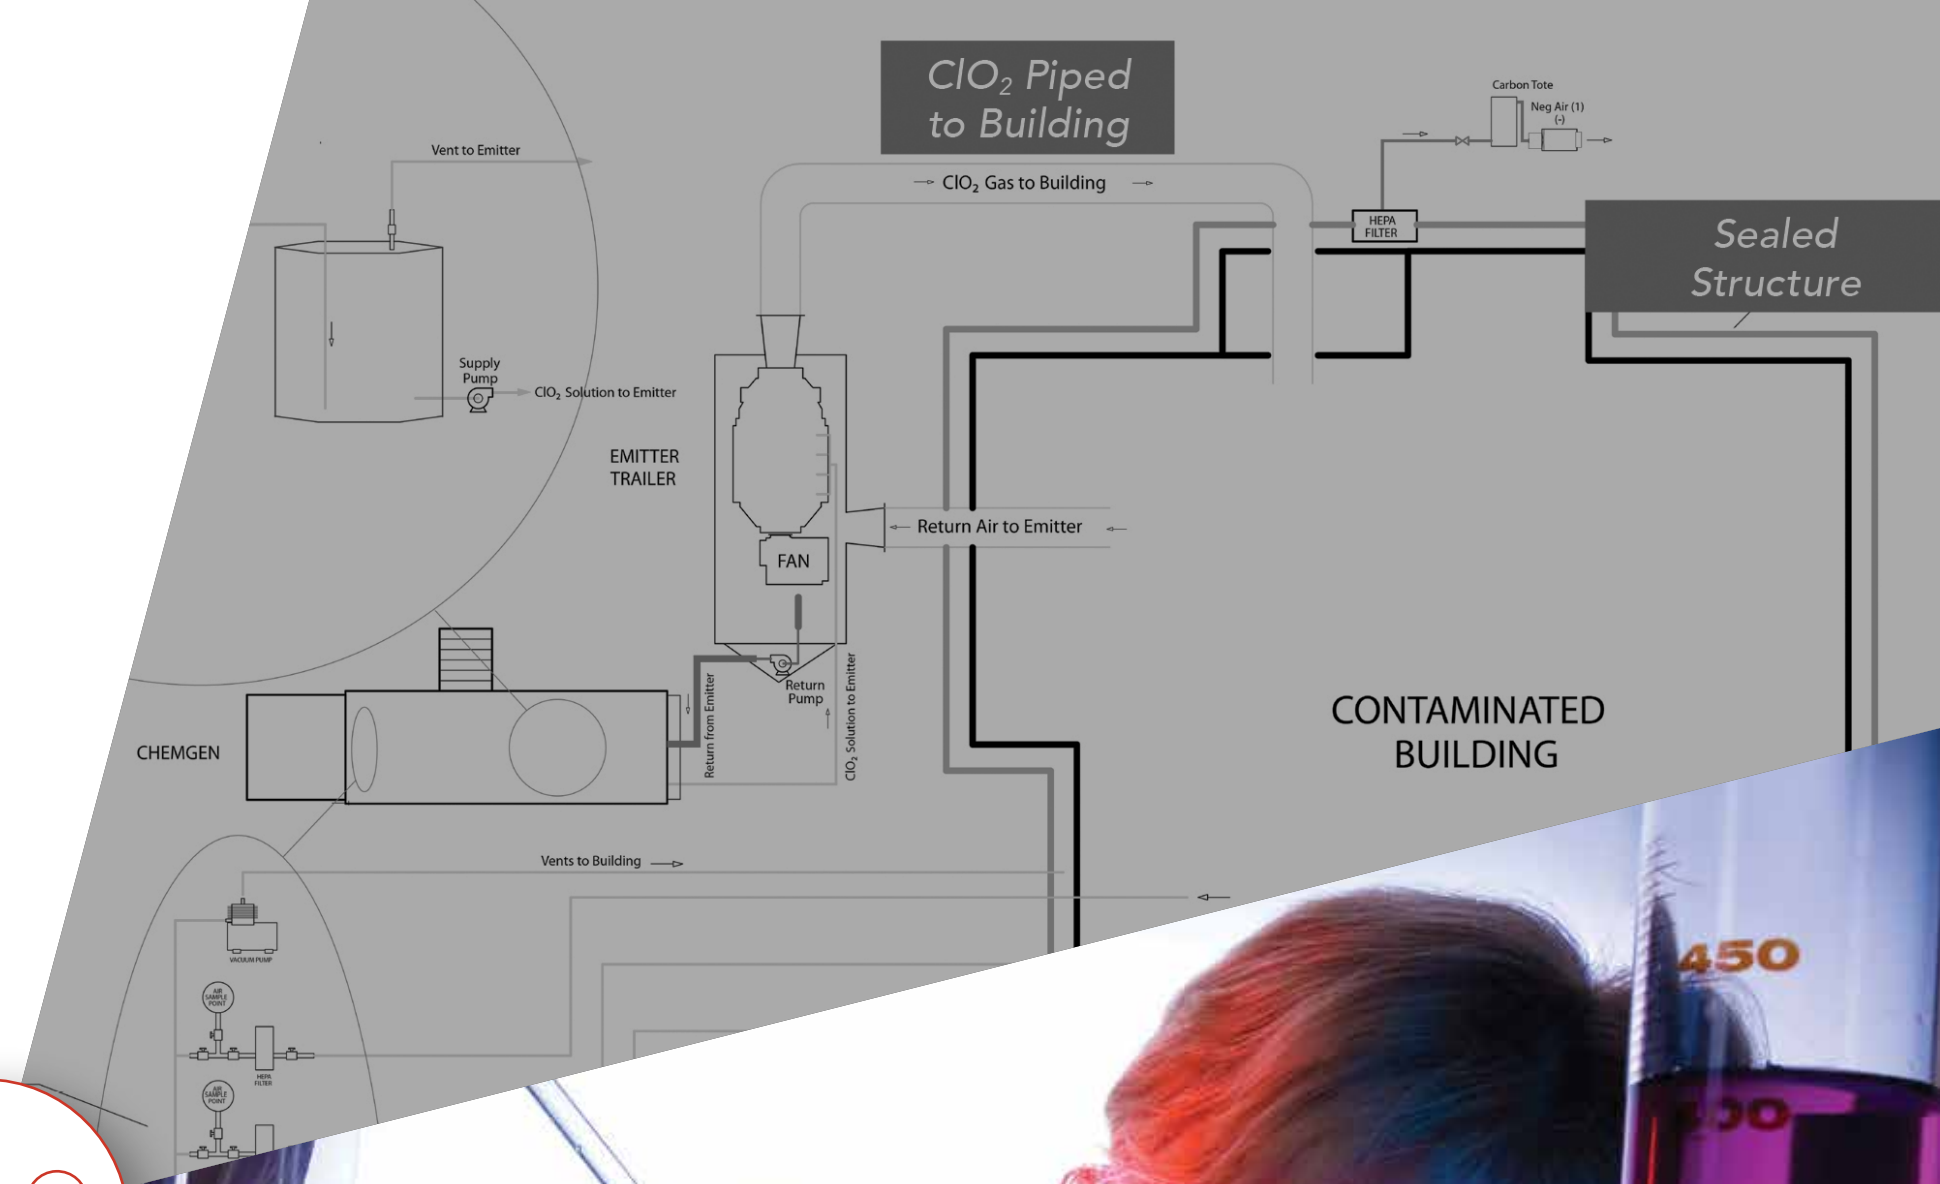 ClO₂ Piped
to Building
Carbon Tote
Neg Air (1)
(-)
Vent to Emitter
ClO₂ Gas to Building
HEPA
FILTER
Sealed
Structure
Supply
Pump
ClO₂ Solution to Emitter
EMITTER
TRAILER
Return Air to Emitter
FAN
Return
Pump
Return from Emitter
ClO₂ Solution to Emitter
CONTAMINATED
BUILDING
CHEMGEN
Vents to Building
VACUUM PUMP
AIR
SAMPLE
POINT
HEPA
FILTER
AIR
SAMPLE
POINT
450
400